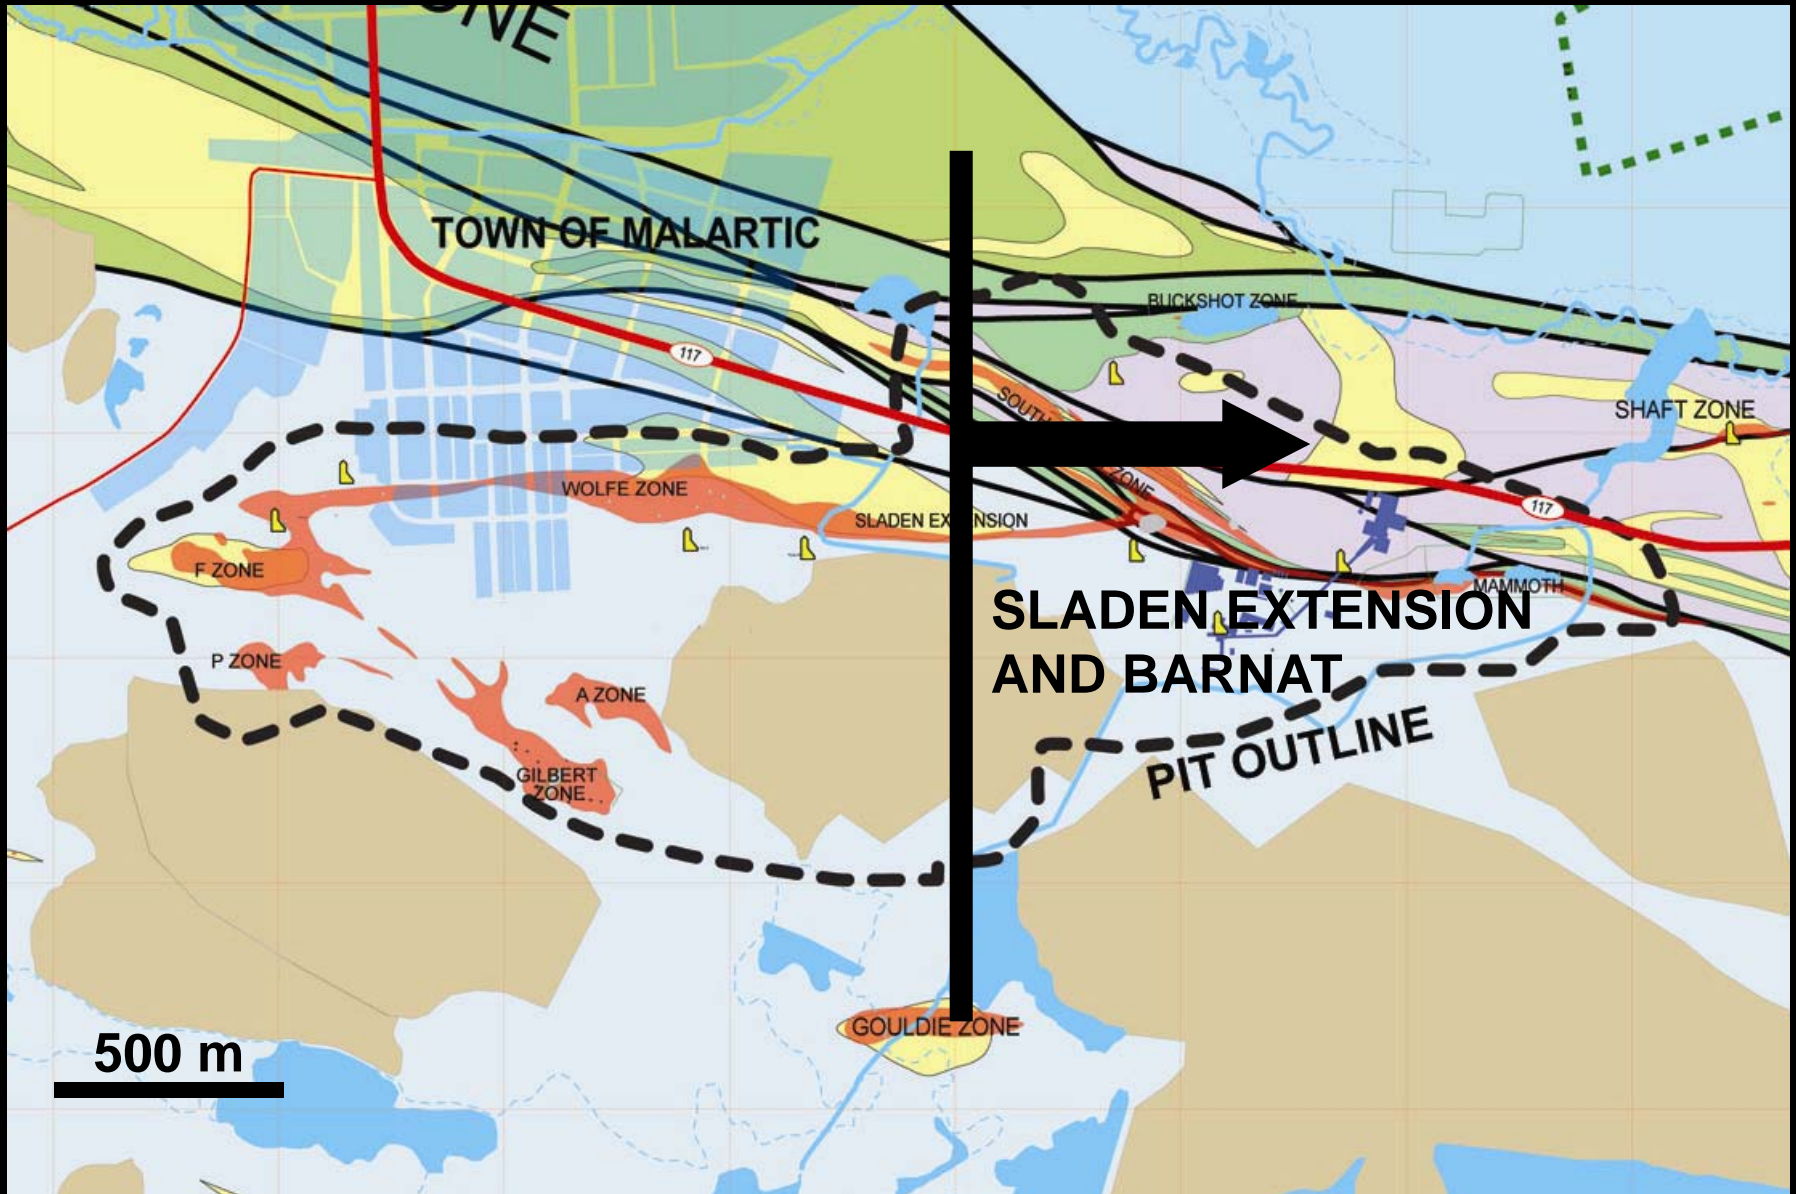 ONE
TOWN OF MALARTIC
BUCKSHOT ZONE
117
SOUTH
ZONE
SHAFT ZONE
WOLFE ZONE
SLADEN EXTENSION
117
F ZONE
MAMMOTH
SLADEN EXTENSION
AND BARNAT
P ZONE
A ZONE
PIT OUTLINE
GILBERT
ZONE
GOULDIE ZONE
500 m